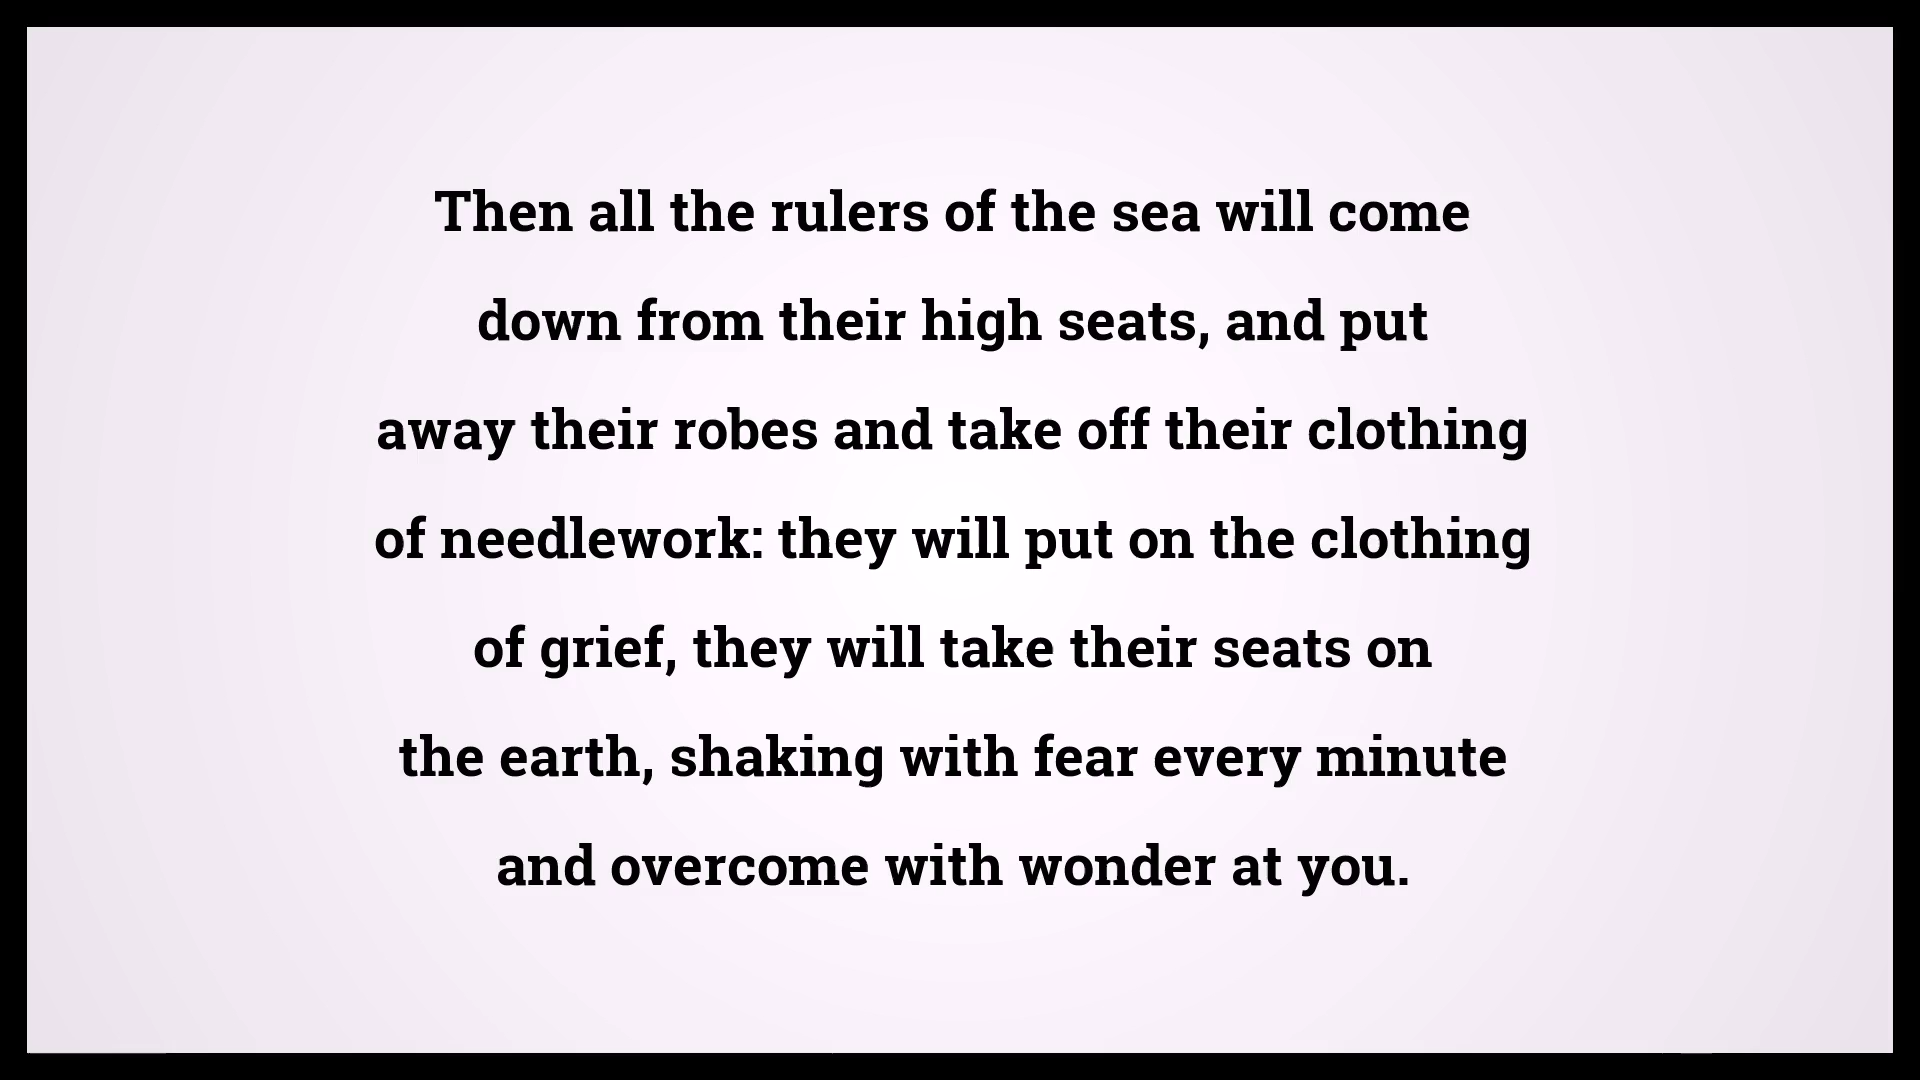 Then all the rulers of the sea will come
down from their high seats, and put
away their robes and take off their clothing
of needlework: they will put on the clothing
of grief, they will take their seats on
the earth, shaking with fear every minute
and overcome with wonder at you.